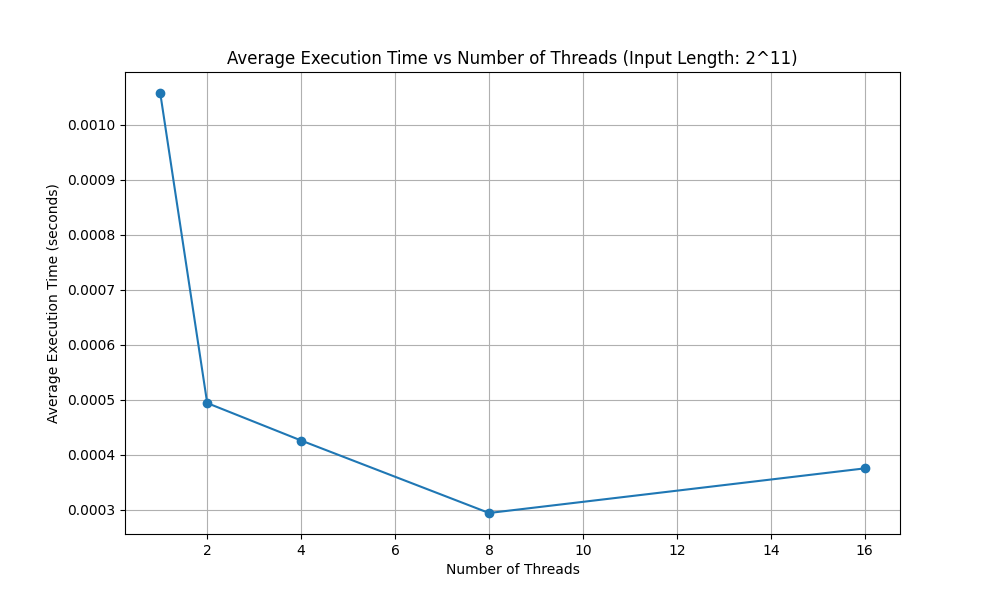 Average Execution Time vs Number of Threads (Input Length: 2^11)
Average Execution Time (seconds)
0.0010
0.0009
0.0008
0.0007
0.0006
0.0005
0.0004
0.0003
2 4 6 8 10 12 14 16
Number of Threads